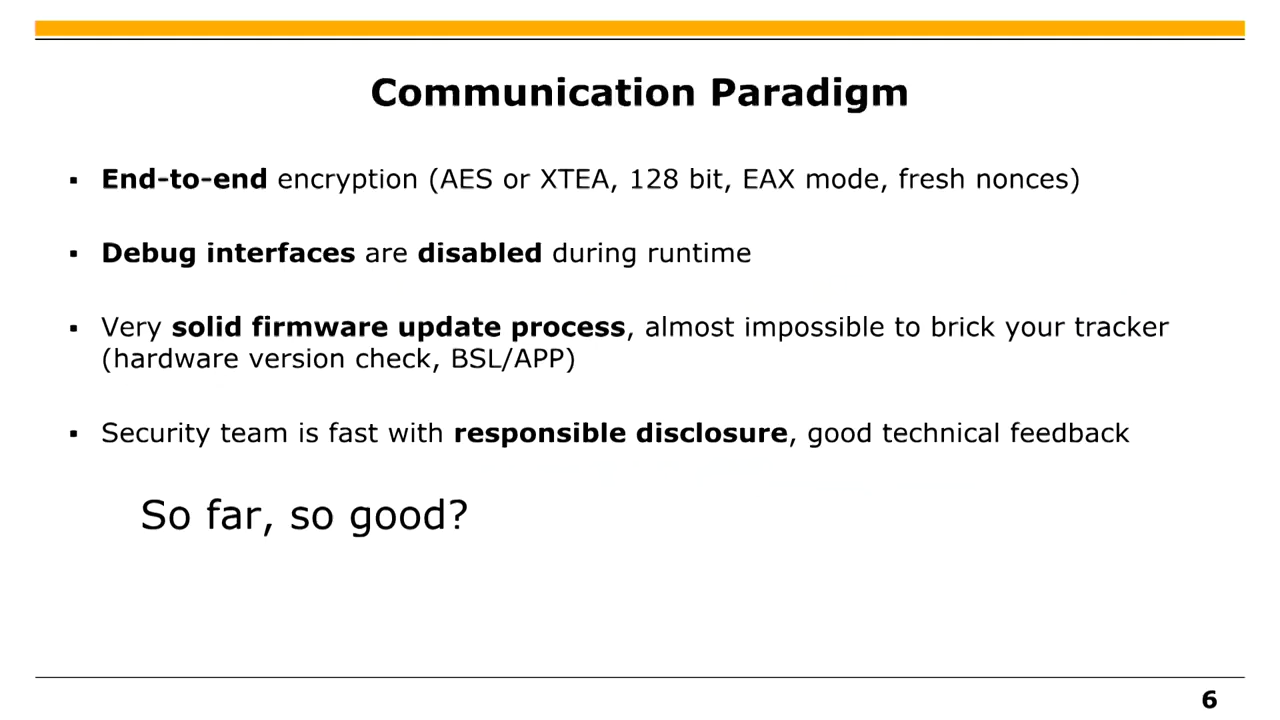 Communication Paradigm
▪ End-to-end encryption (AES or XTEA, 128 bit, EAX mode, fresh nonces)
▪ Debug interfaces are disabled during runtime
▪ Very solid firmware update process, almost impossible to brick your tracker
(hardware version check, BSL/APP)
▪ Security team is fast with responsible disclosure, good technical feedback
So far, so good?
6